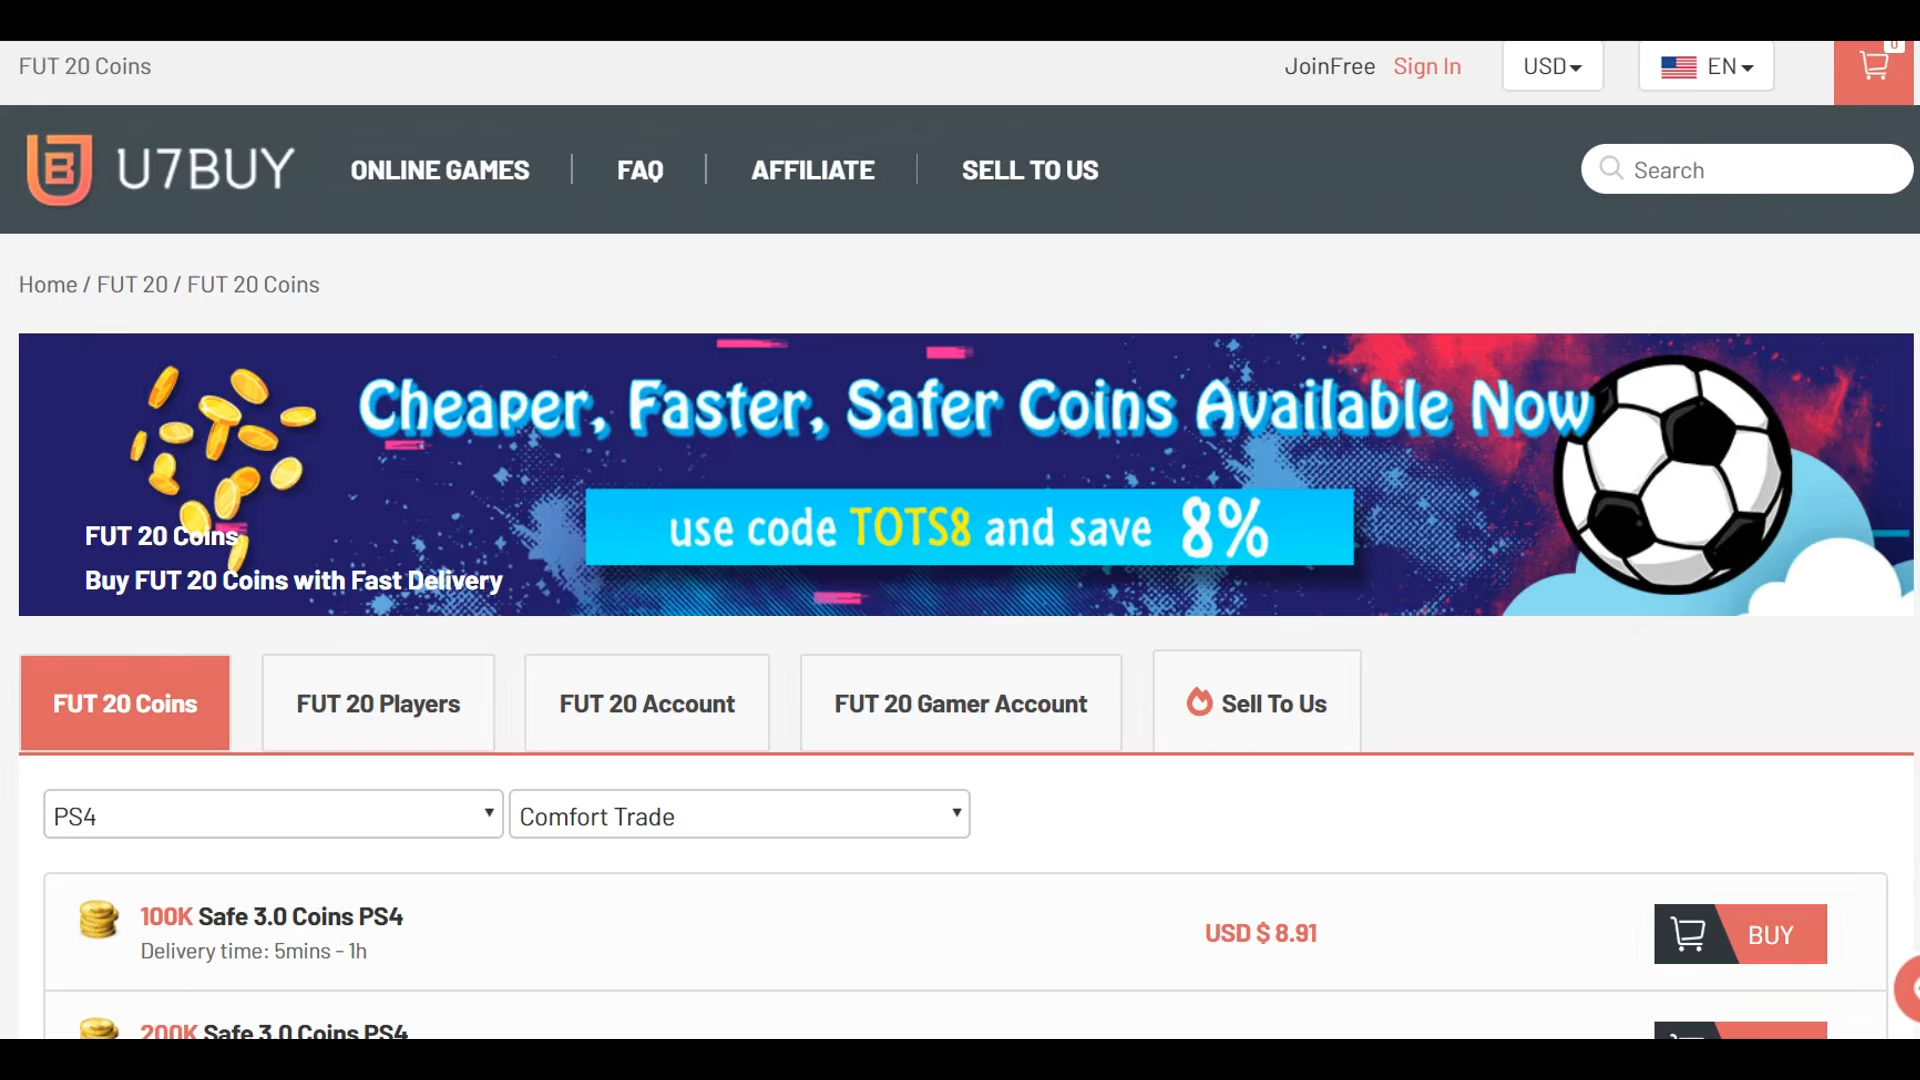 FUT 20 Coins
JoinFree Sign In USD EN 0
U7BUY ONLINE GAMES FAQ AFFILIATE SELL TO US Search
Home / FUT 20 / FUT 20 Coins
Cheaper, Faster, Safer Coins Available Now
use code TOTS8 and save 8%
FUT 20 Coins
Buy FUT 20 Coins with Fast Delivery
FUT 20 Coins FUT 20 Players FUT 20 Account FUT 20 Gamer Account Sell To Us
PS4 Comfort Trade
100K Safe 3.0 Coins PS4
Delivery time: 5mins - 1h
USD $ 8.91 BUY
200K Safe 3.0 Coins PS4